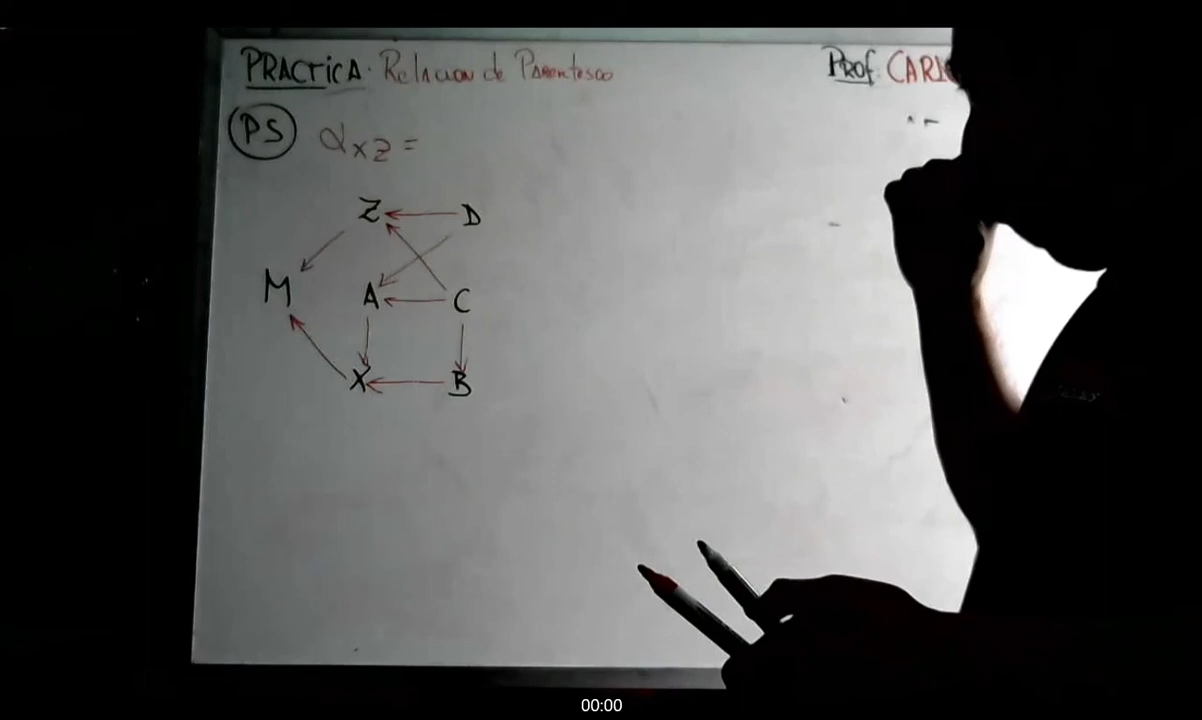 PRACTICA. Relacion de Parentesco
Prof. CARL
P5 αxz =
Z D
M A C
X B
00:00